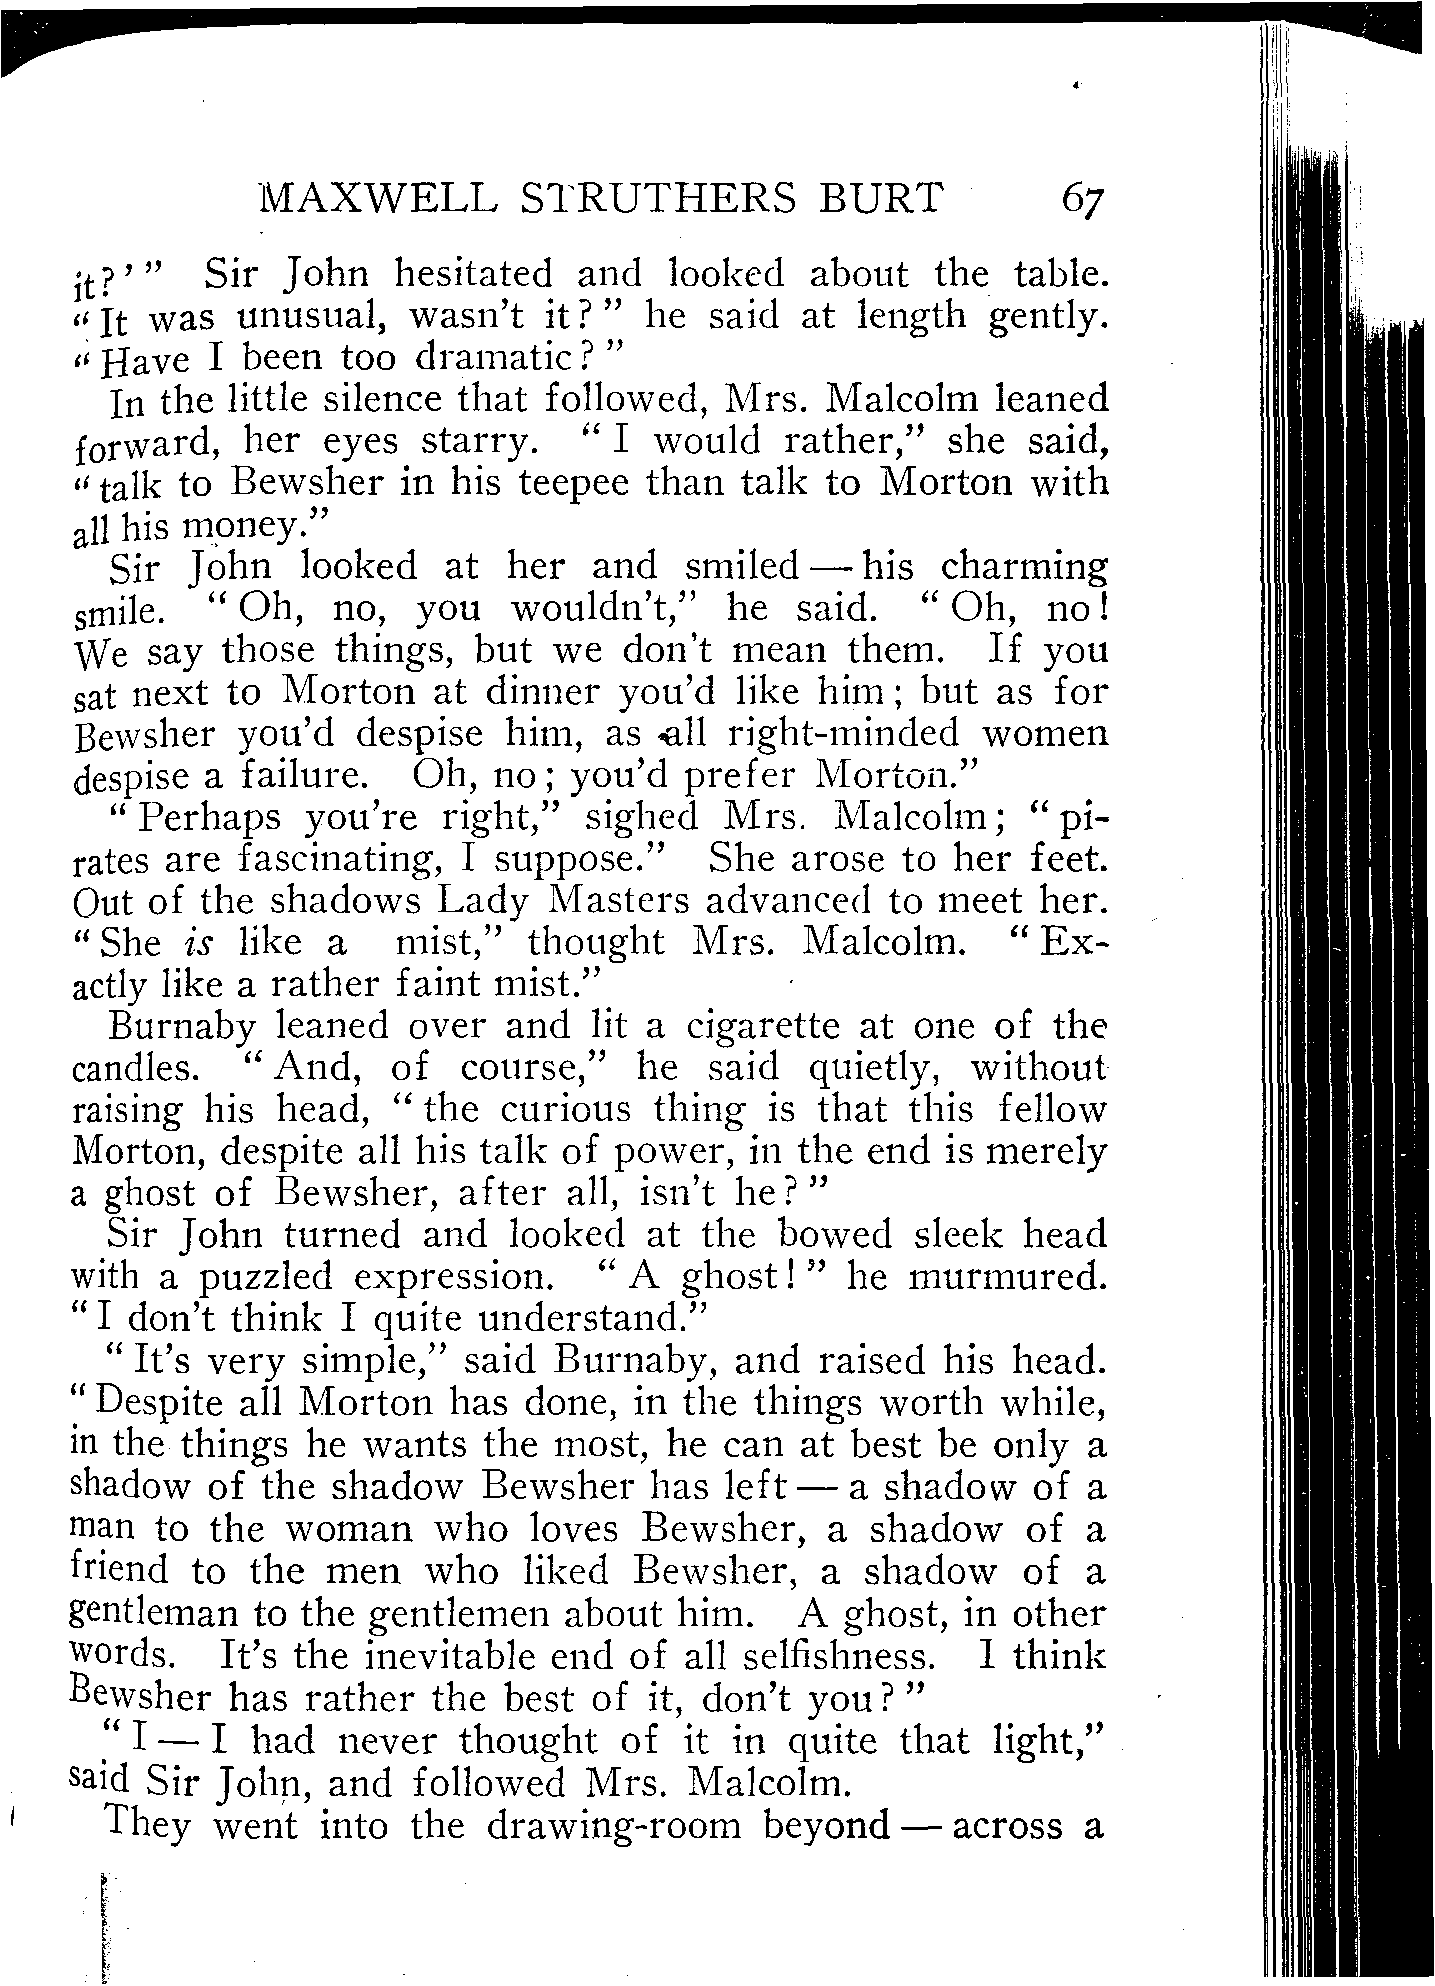 MAXWELL STRUTHERS BURT 67
it?'" Sir John hesitated and looked about the table.
"It was unusual, wasn't it?" he said at length gently.
"Have I been too dramatic?"
In the little silence that followed, Mrs. Malcolm leaned
forward, her eyes starry. "I would rather," she said,
"talk to Bewsher in his teepee than talk to Morton with
all his money."
Sir John looked at her and smiled — his charming
smile. "Oh, no, you wouldn't," he said. "Oh, no!
We say those things, but we don't mean them. If you
sat next to Morton at dinner you'd like him; but as for
Bewsher you'd despise him, as all right-minded women
despise a failure. Oh, no; you'd prefer Morton."
"Perhaps you're right," sighed Mrs. Malcolm; "pi-
rates are fascinating, I suppose." She arose to her feet.
Out of the shadows Lady Masters advanced to meet her.
"She is like a mist," thought Mrs. Malcolm. "Ex-
actly like a rather faint mist."
Burnaby leaned over and lit a cigarette at one of the
candles. "And, of course," he said quietly, without
raising his head, "the curious thing is that this fellow
Morton, despite all his talk of power, in the end is merely
a ghost of Bewsher, after all, isn't he?"
Sir John turned and looked at the bowed sleek head
with a puzzled expression. "A ghost!" he murmured.
"I don't think I quite understand."
"It's very simple," said Burnaby, and raised his head.
"Despite all Morton has done, in the things worth while,
in the things he wants the most, he can at best be only a
shadow of the shadow Bewsher has left — a shadow of a
man to the woman who loves Bewsher, a shadow of a
friend to the men who liked Bewsher, a shadow of a
gentleman to the gentlemen about him. A ghost, in other
words. It's the inevitable end of all selfishness. I think
Bewsher has rather the best of it, don't you?"
"I — I had never thought of it in quite that light,"
said Sir John, and followed Mrs. Malcolm.
They went into the drawing-room beyond — across a